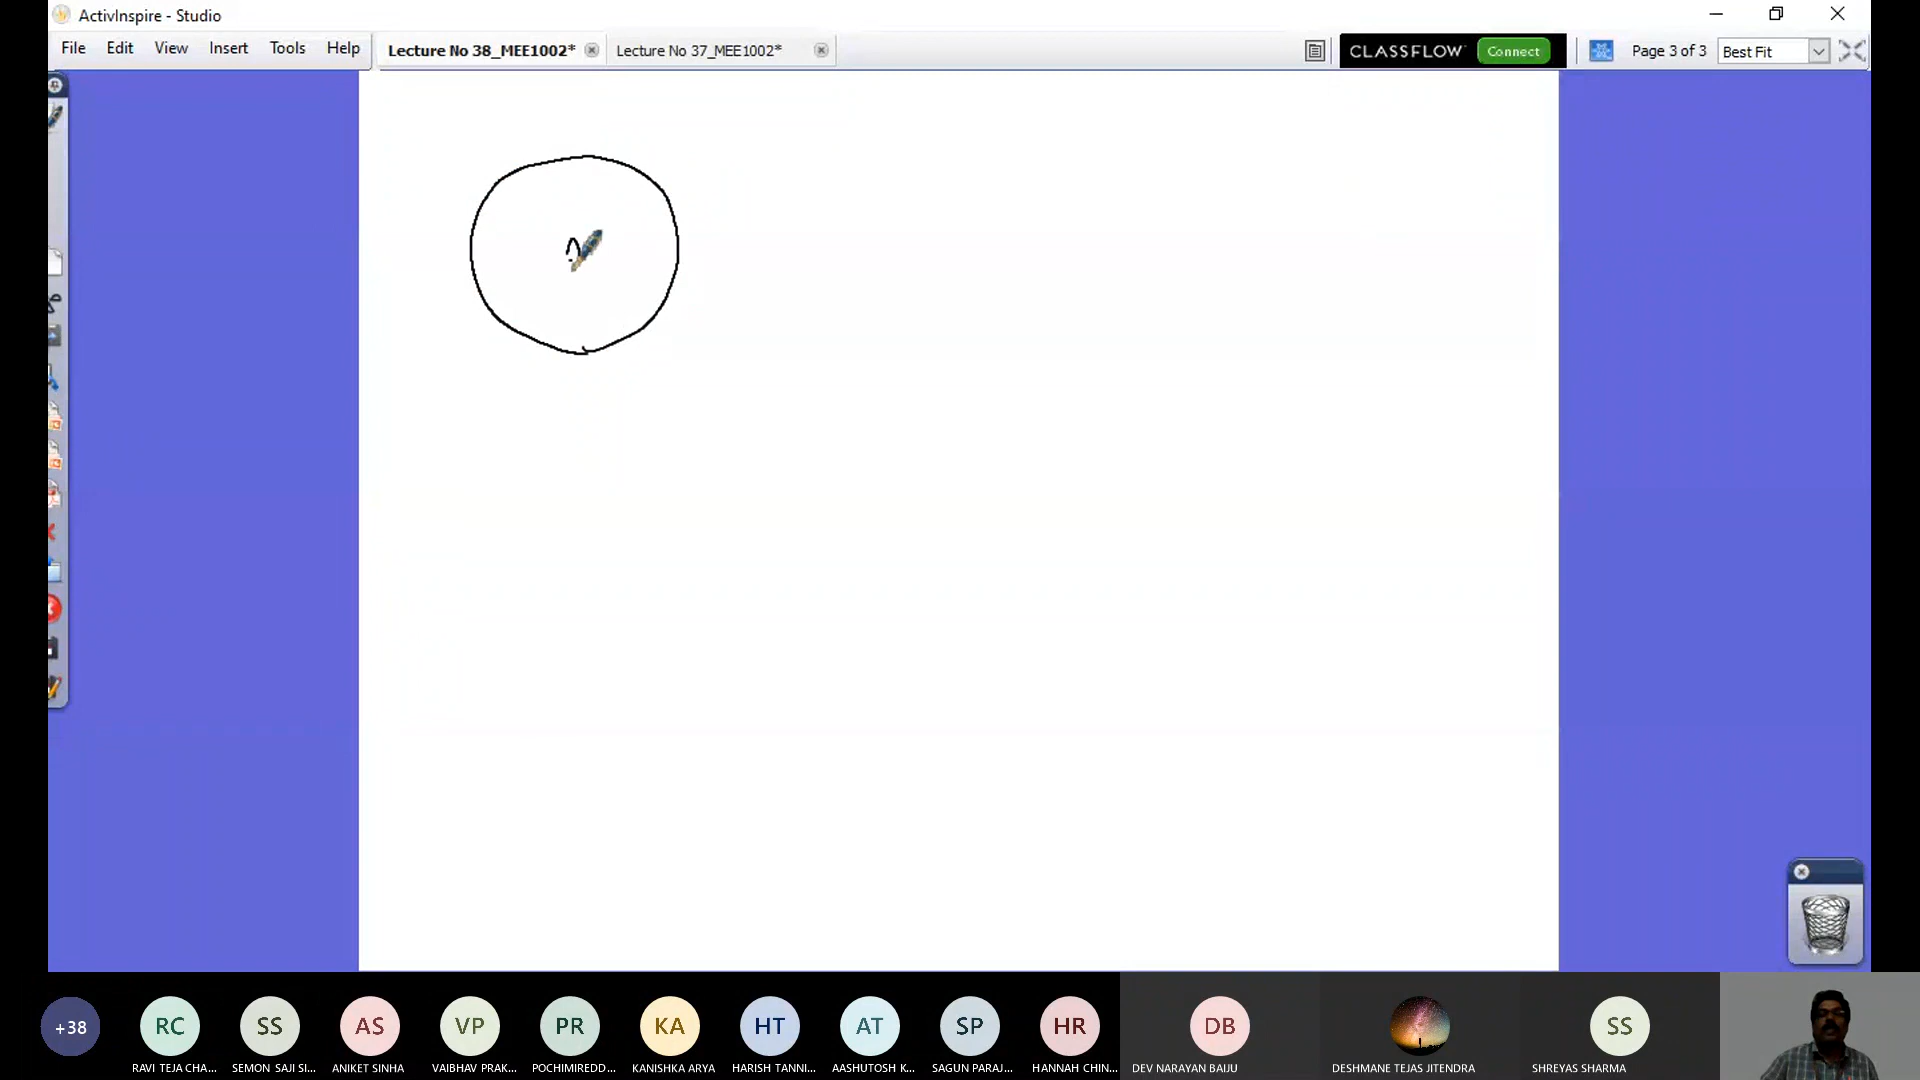 ActivInspire - Studio
File Edit View Insert Tools Help
Lecture No 38_MEE1002* Lecture No 37_MEE1002*
CLASSFLOW Connect
Page 3 of 3 Best Fit
+38 RC SS AS VP PR KA HT AT SP HR DB SS
RAVI TEJA CHA... SEMON SAJI SI... ANIKET SINHA VAIBHAV PRAK... POCHIMIREDD... KANISHKA ARYA HARISH TANNI... AASHUTOSH K... SAGUN PARAJ... HANNAH CHIN... DEV NARAYAN BAIJU DESHMANE TEJAS JITENDRA SHREYAS SHARMA